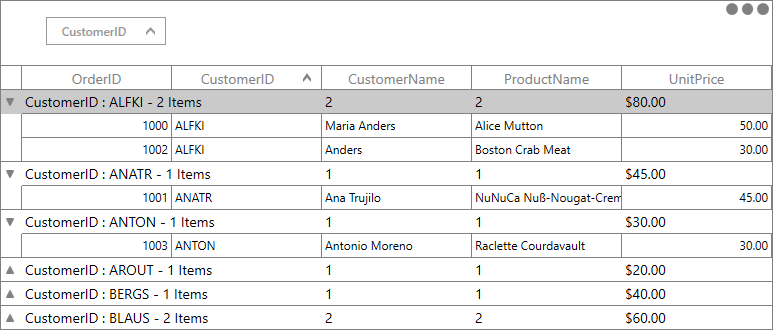 CustomerID
OrderID CustomerID CustomerName ProductName UnitPrice
CustomerID : ALFKI - 2 Items 2 2 $80.00
1000 ALFKI Maria Anders Alice Mutton 50.00
1002 ALFKI Anders Boston Crab Meat 30.00
CustomerID : ANATR - 1 Items 1 1 $45.00
1001 ANATR Ana Trujilo NuNuCa Nuß-Nougat-Crem 45.00
CustomerID : ANTON - 1 Items 1 1 $30.00
1003 ANTON Antonio Moreno Raclette Courdavault 30.00
CustomerID : AROUT - 1 Items 1 1 $20.00
CustomerID : BERGS - 1 Items 1 1 $40.00
CustomerID : BLAUS - 2 Items 2 2 $60.00